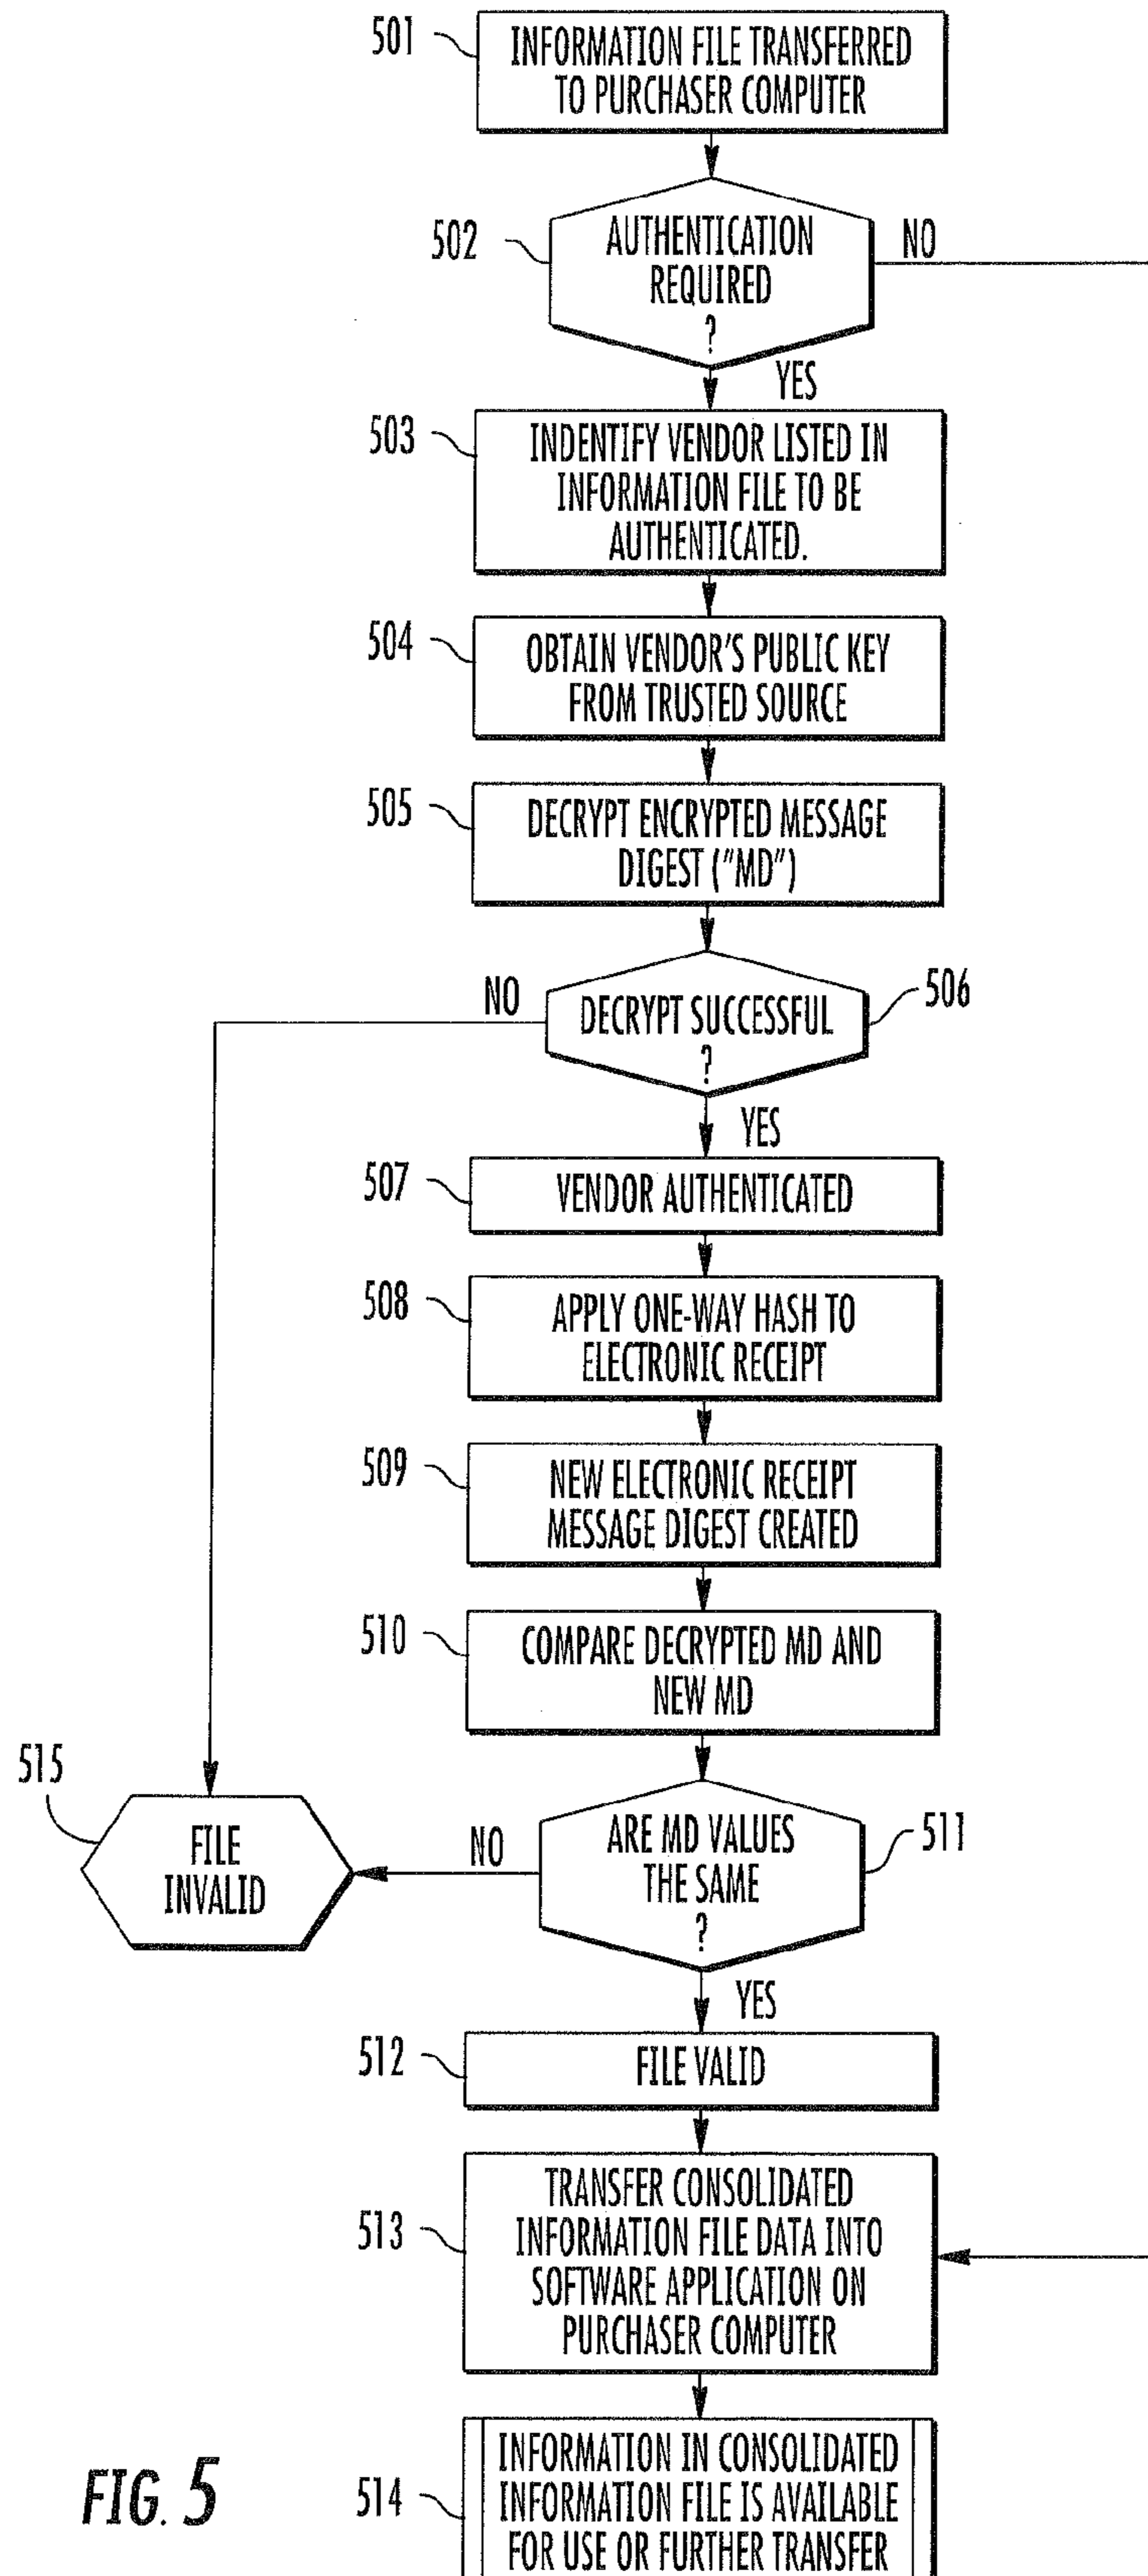 501
INFORMATION FILE TRANSFERRED
TO PURCHASER COMPUTER
502
AUTHENTICATION
REQUIRED
?
NO
YES
503
INDENTIFY VENDOR LISTED IN
INFORMATION FILE TO BE
AUTHENTICATED.
504
OBTAIN VENDOR'S PUBLIC KEY
FROM TRUSTED SOURCE
505
DECRYPT ENCRYPTED MESSAGE
DIGEST ("MD")
NO
DECRYPT SUCCESSFUL
?
506
YES
507
VENDOR AUTHENTICATED
508
APPLY ONE-WAY HASH TO
ELECTRONIC RECEIPT
509
NEW ELECTRONIC RECEIPT
MESSAGE DIGEST CREATED
510
COMPARE DECRYPTED MD AND
NEW MD
515
FILE
INVALID
NO
ARE MD VALUES
THE SAME
?
511
YES
512
FILE VALID
513
TRANSFER CONSOLIDATED
INFORMATION FILE DATA INTO
SOFTWARE APPLICATION ON
PURCHASER COMPUTER
514
INFORMATION IN CONSOLIDATED
INFORMATION FILE IS AVAILABLE
FOR USE OR FURTHER TRANSFER
FIG. 5